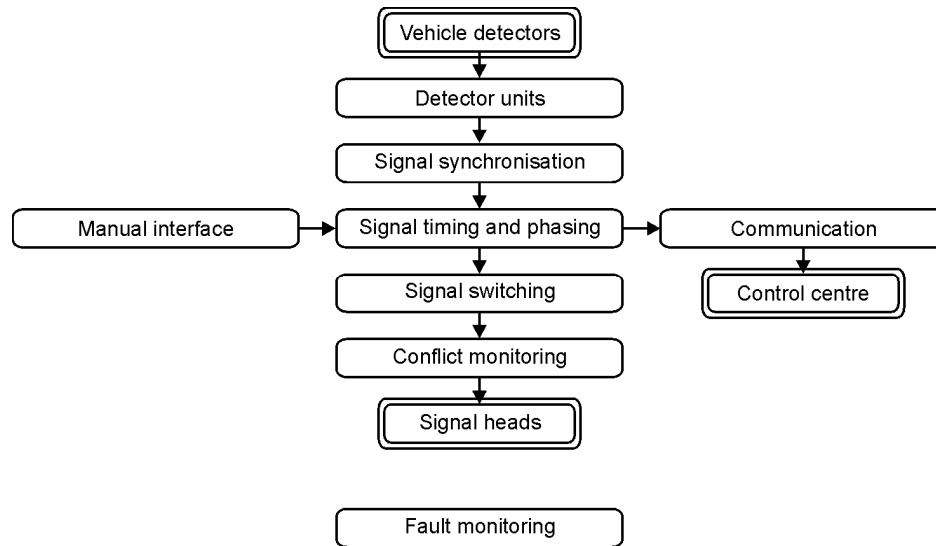 Vehicle detectors
Detector units
Signal synchronisation
Manual interface
Signal timing and phasing
Communication
Signal switching
Control centre
Conflict monitoring
Signal heads
Fault monitoring